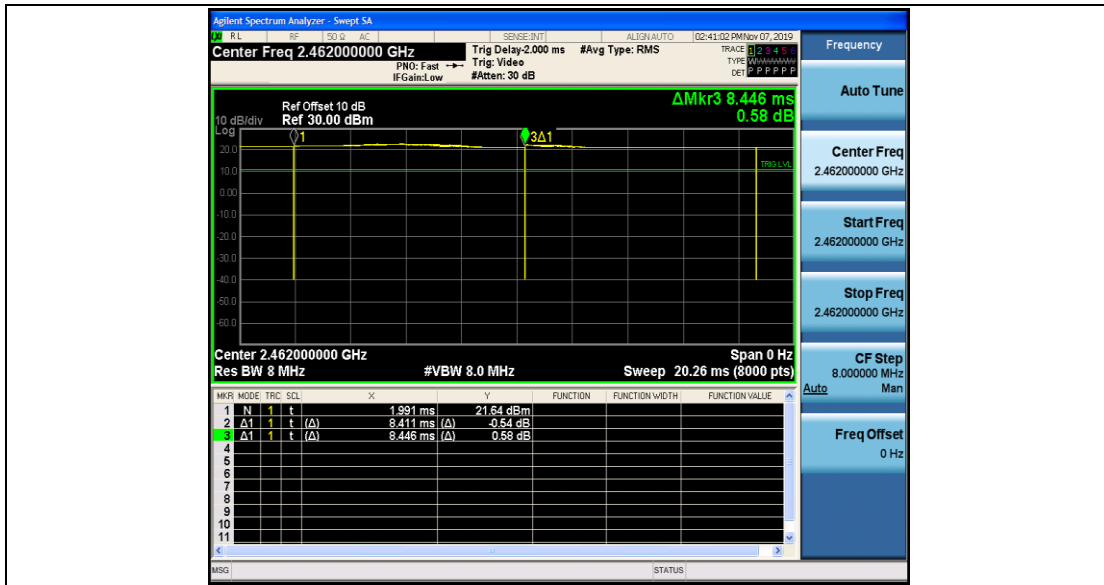 Agilent Spectrum Analyzer - Swept SA
RL RF 50 Ω AC SENSE:INT ALIGN AUTO 02:41:02 PM Nov 07, 2019
Center Freq 2.462000000 GHz Trig Delay-2.000 ms #Avg Type: RMS TRACE 1 2 3 4 5 6
PNO: Fast Trig: Video TYPE
IFGain:Low #Atten: 30 dB DET P P P P P P
ΔMkr3 8.446 ms
0.58 dB
Ref Offset 10 dB
10 dB/div Ref 30.00 dBm
Log
1
3Δ1
TRIG LVL
20.0
10.0
0.00
-10.0
-20.0
-30.0
-40.0
-50.0
-60.0
Center 2.462000000 GHz Span 0 Hz
Res BW 8 MHz #VBW 8.0 MHz Sweep 20.26 ms (8000 pts)
MKR MODE TRC SCL X Y FUNCTION FUNCTION WIDTH FUNCTION VALUE
1 N 1 t 1.991 ms 21.64 dBm
2 Δ1 1 t (Δ) 8.411 ms (Δ) -0.54 dB
3 Δ1 1 t (Δ) 8.446 ms (Δ) 0.58 dB
4
5
6
7
8
9
10
11
MSG STATUS
Frequency
Auto Tune
Center Freq
2.462000000 GHz
Start Freq
2.462000000 GHz
Stop Freq
2.462000000 GHz
CF Step
8.000000 MHz
Auto Man
Freq Offset
0 Hz